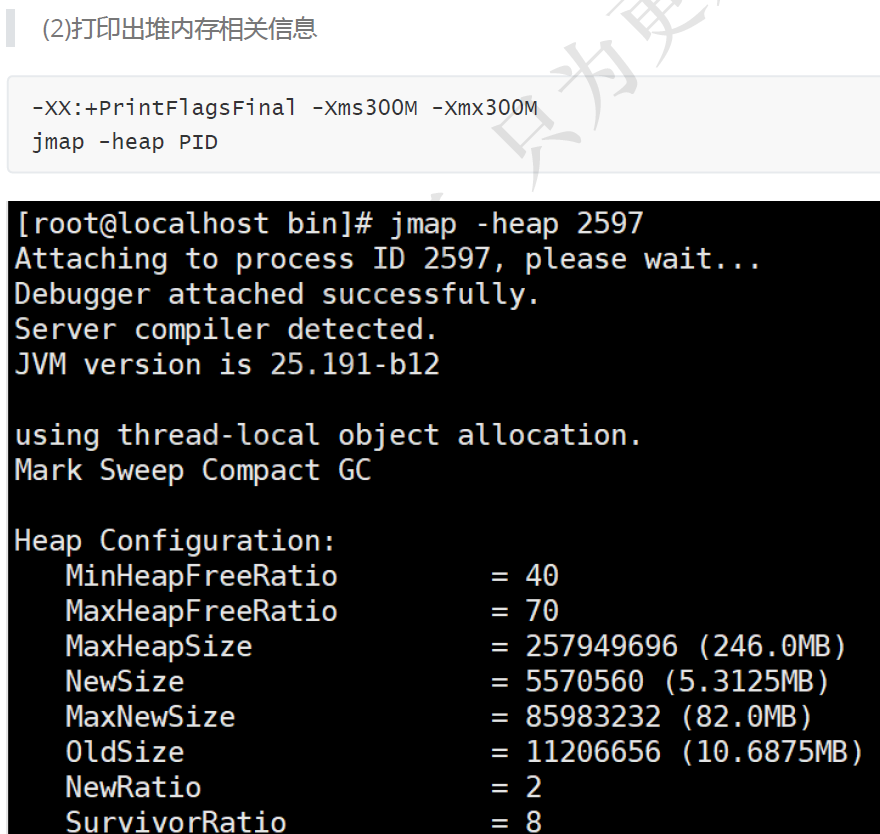 (2)打印出堆内存相关信息
-XX:+PrintFlagsFinal -Xms300M -Xmx300M
jmap -heap PID
只为更
[root@localhost bin]# jmap -heap 2597
Attaching to process ID 2597, please wait...
Debugger attached successfully.
Server compiler detected.
JVM version is 25.191-b12
using thread-local object allocation.
Mark Sweep Compact GC
Heap Configuration:
MinHeapFreeRatio = 40
MaxHeapFreeRatio = 70
MaxHeapSize = 257949696 (246.0MB)
NewSize = 5570560 (5.3125MB)
MaxNewSize = 85983232 (82.0MB)
OldSize = 11206656 (10.6875MB)
NewRatio = 2
SurvivorRatio = 8